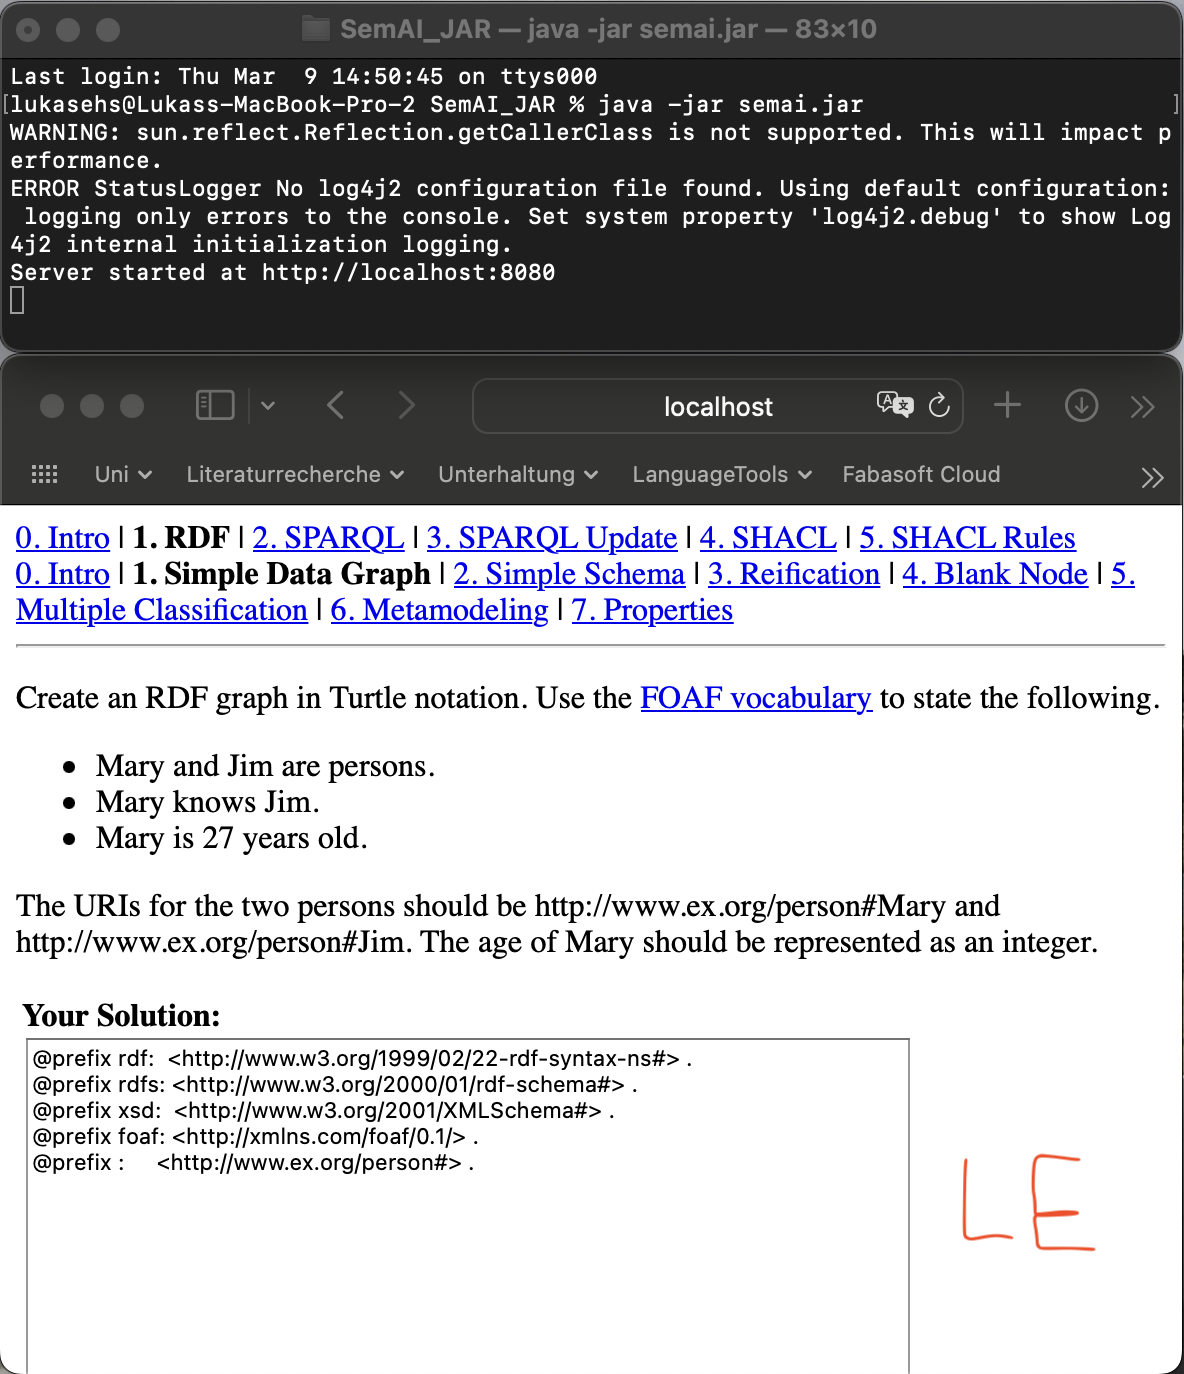 SemAI_JAR — java -jar semai.jar — 83×10
Last login: Thu Mar  9 14:50:45 on ttys000
[lukasehs@Lukass-MacBook-Pro-2 SemAI_JAR % java -jar semai.jar ]
WARNING: sun.reflect.Reflection.getCallerClass is not supported. This will impact p
erformance.
ERROR StatusLogger No log4j2 configuration file found. Using default configuration:
 logging only errors to the console. Set system property 'log4j2.debug' to show Log
4j2 internal initialization logging.
Server started at http://localhost:8080
localhost
Uni Literaturrecherche Unterhaltung LanguageTools Fabasoft Cloud
0. Intro | 1. RDF | 2. SPARQL | 3. SPARQL Update | 4. SHACL | 5. SHACL Rules
0. Intro | 1. Simple Data Graph | 2. Simple Schema | 3. Reification | 4. Blank Node | 5.
Multiple Classification | 6. Metamodeling | 7. Properties
Create an RDF graph in Turtle notation. Use the FOAF vocabulary to state the following.
• Mary and Jim are persons.
• Mary knows Jim.
• Mary is 27 years old.
The URIs for the two persons should be http://www.ex.org/person#Mary and
http://www.ex.org/person#Jim. The age of Mary should be represented as an integer.
Your Solution:
@prefix rdf:  <http://www.w3.org/1999/02/22-rdf-syntax-ns#> .
@prefix rdfs: <http://www.w3.org/2000/01/rdf-schema#> .
@prefix xsd:  <http://www.w3.org/2001/XMLSchema#> .
@prefix foaf: <http://xmlns.com/foaf/0.1/> .
@prefix :     <http://www.ex.org/person#> .
LE